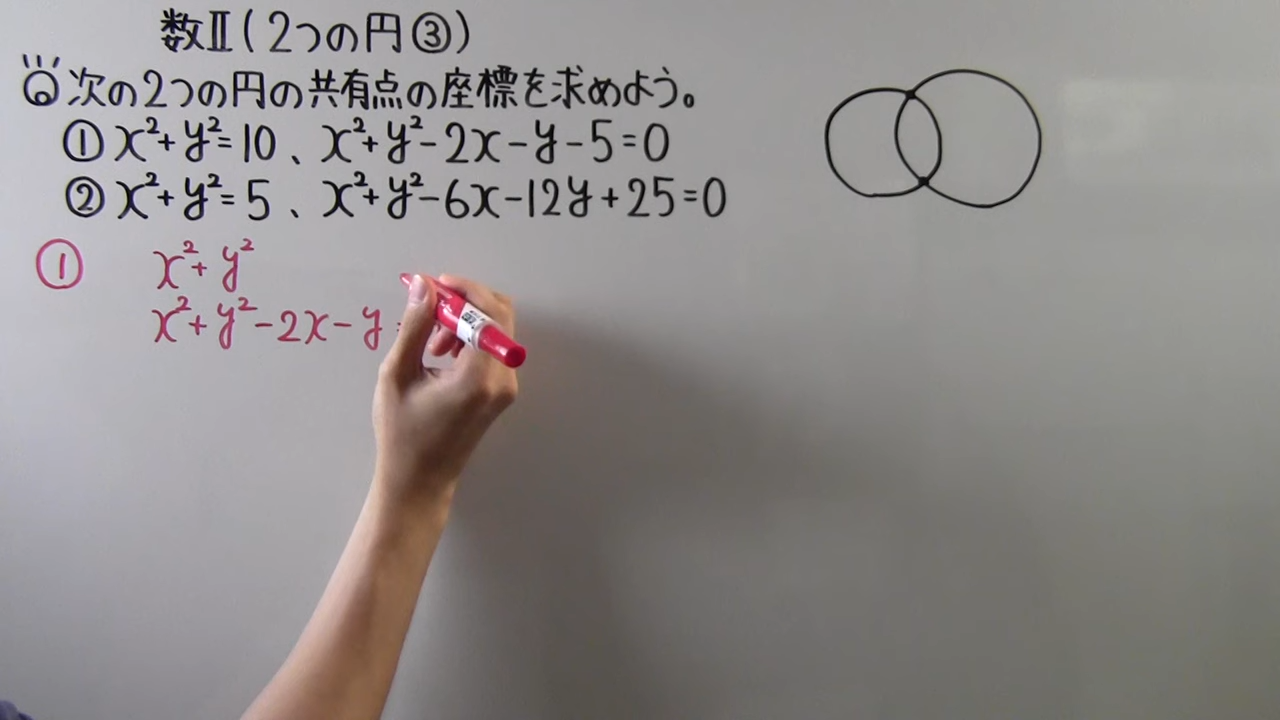 数Ⅱ(2つの円③)
Q 次の2つの円の共有点の座標を求めよう。
① x²+y²=10、x²+y²-2x-y-5=0
② x²+y²=5、x²+y²-6x-12y+25=0
① x²+y²
x²+y²-2x-y